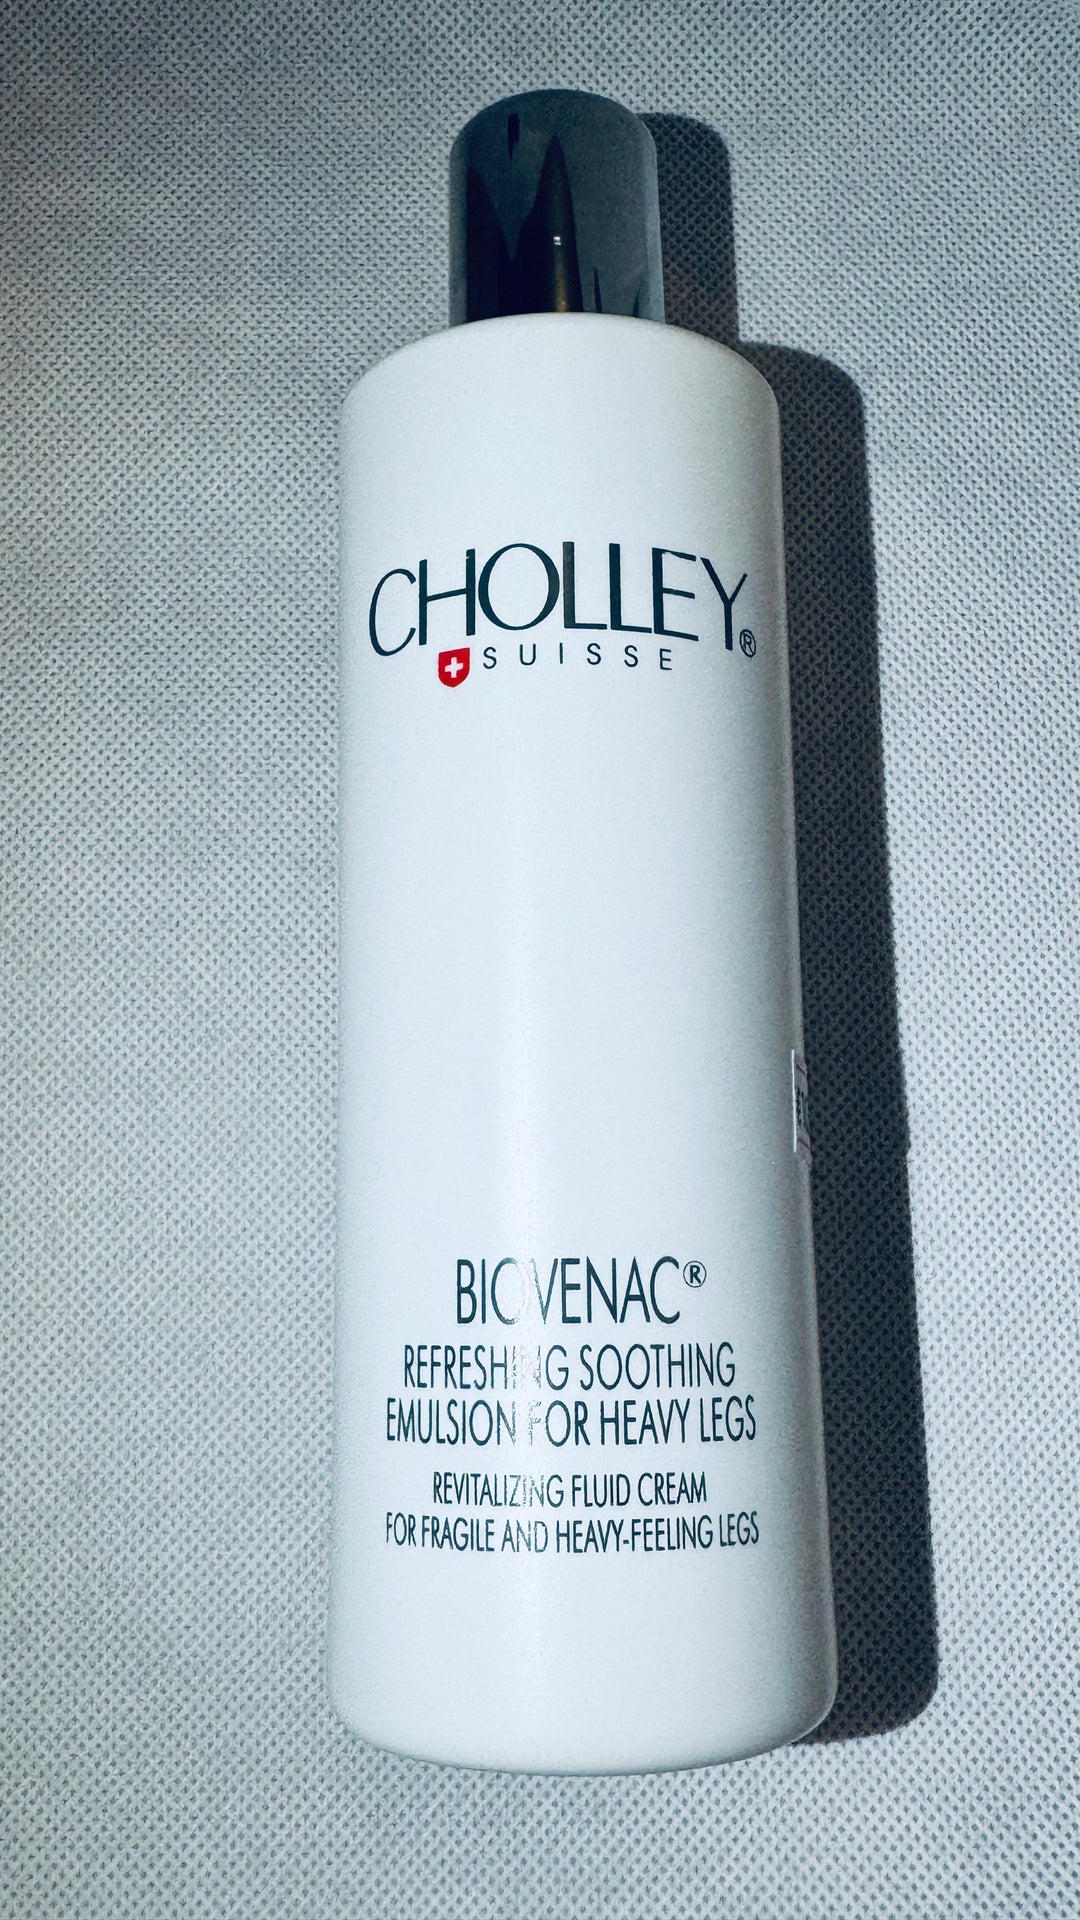 CHOLLEY®
SUISSE
BIOVENAC®
REFRESHING SOOTHING
EMULSION FOR HEAVY LEGS
REVITALIZING FLUID CREAM
FOR FRAGILE AND HEAVY-FEELING LEGS